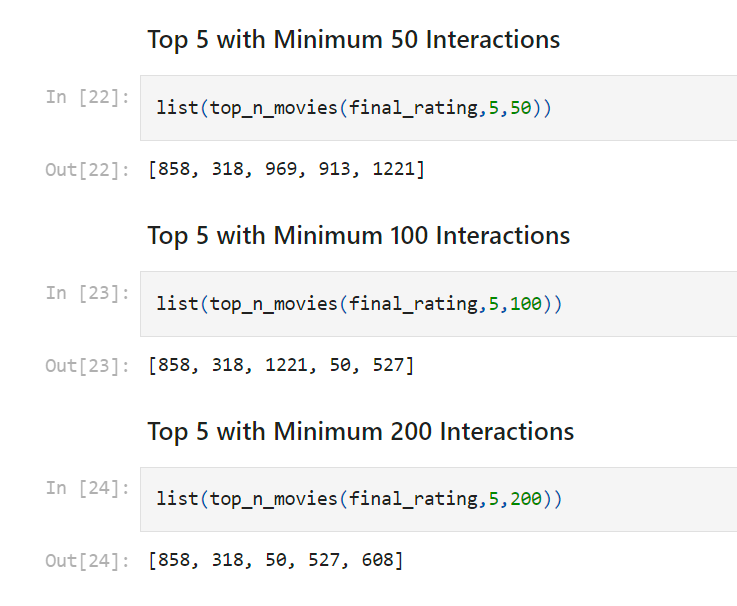 Top 5 with Minimum 50 Interactions
In [22]: list(top_n_movies(final_rating,5,50))
Out[22]: [858, 318, 969, 913, 1221]
Top 5 with Minimum 100 Interactions
In [23]: list(top_n_movies(final_rating,5,100))
Out[23]: [858, 318, 1221, 50, 527]
Top 5 with Minimum 200 Interactions
In [24]: list(top_n_movies(final_rating,5,200))
Out[24]: [858, 318, 50, 527, 608]